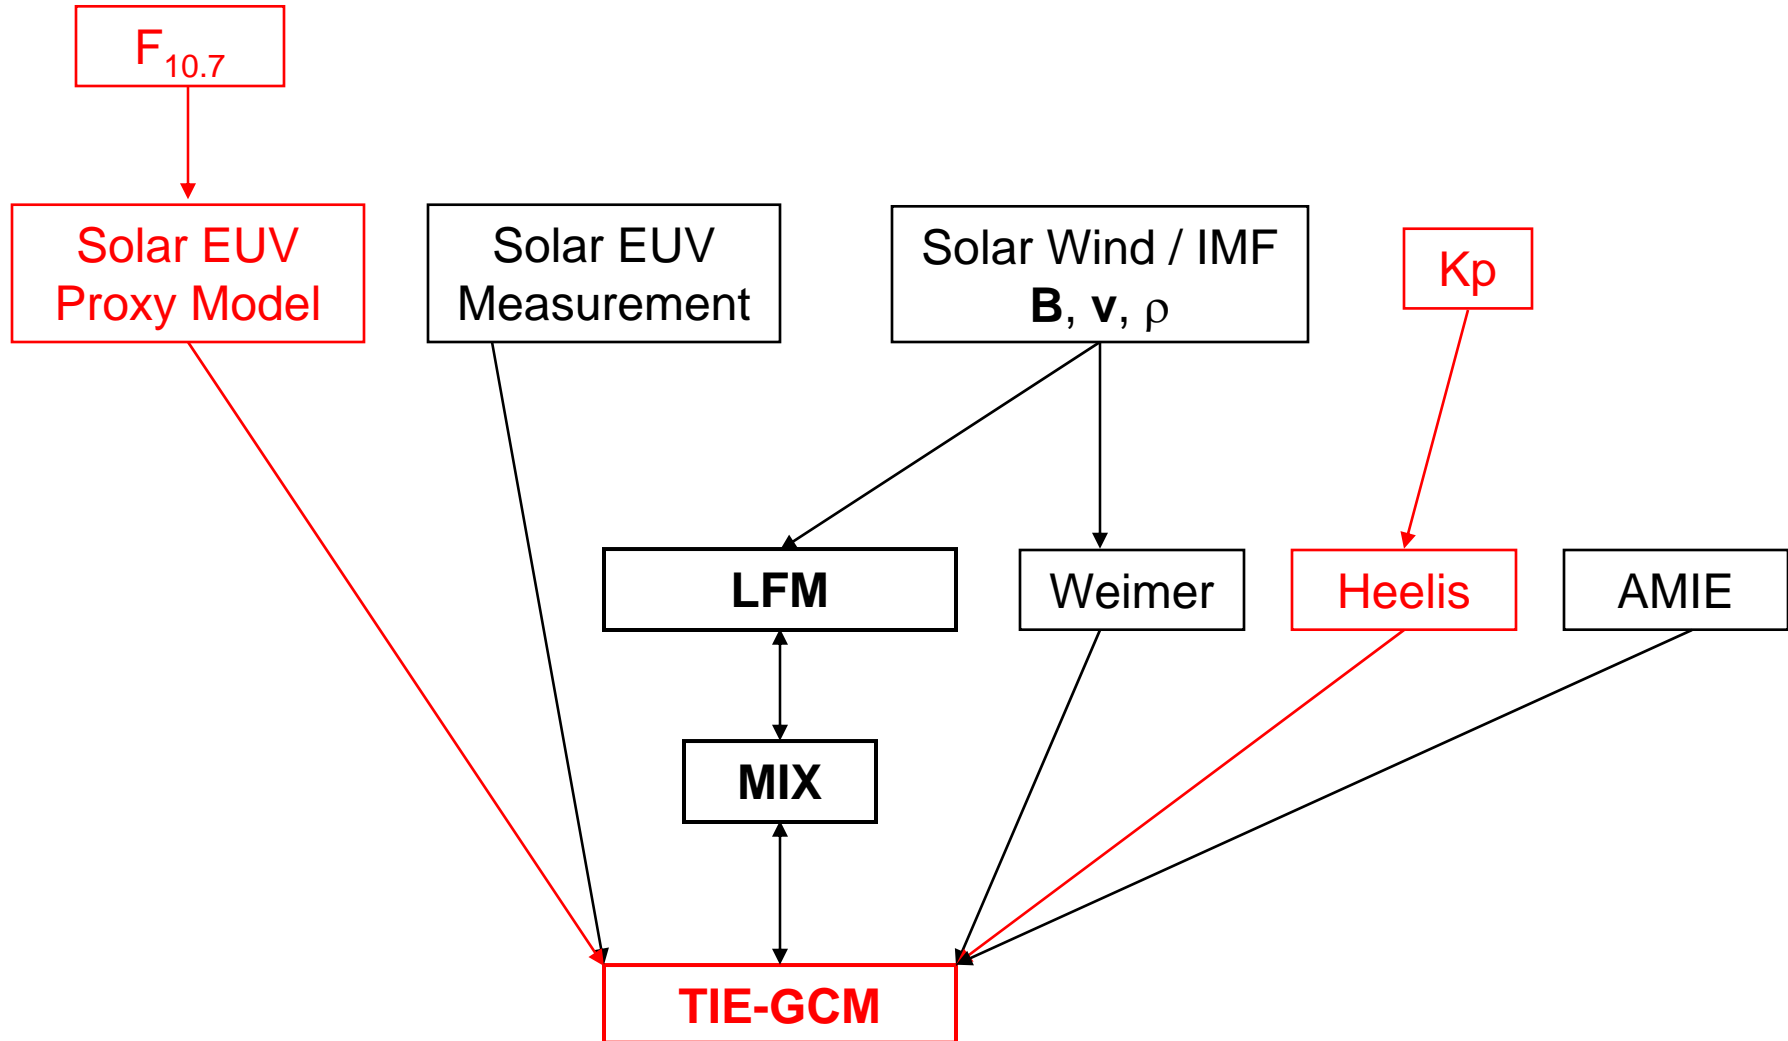 F10.7
Solar EUV
Proxy Model
Solar EUV
Measurement
Solar Wind / IMF
B, v, ρ
Kp
LFM
Weimer
Heelis
AMIE
MIX
TIE-GCM